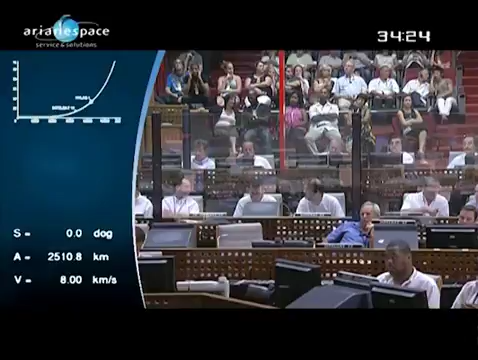 arianespace
service & solutions
34:24
S = 0.0 dog
A = 2510.8 km
V = 8.00 km/s